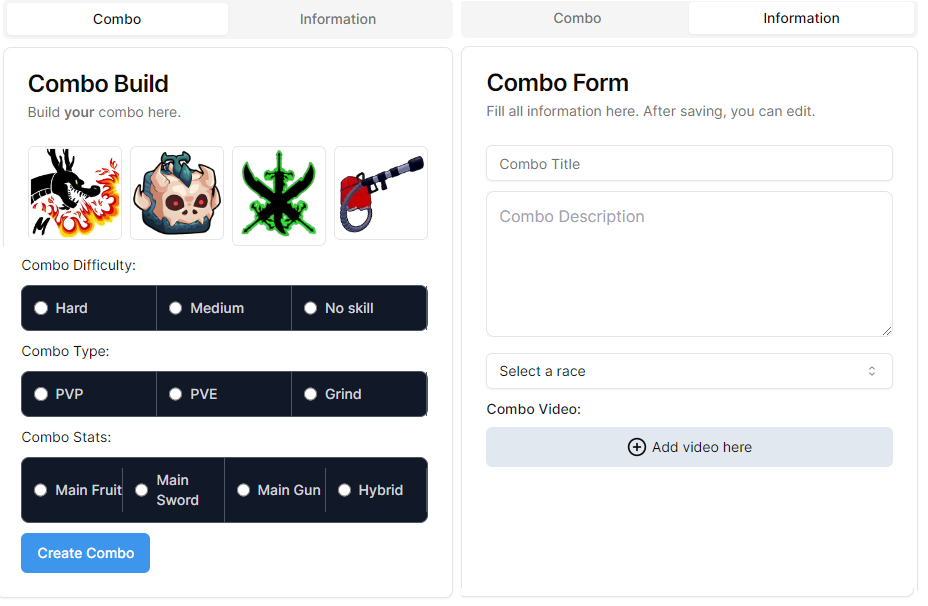 Combo
Information
Combo Build
Build your combo here.
Combo Difficulty:
Hard
Medium
No skill
Combo Type:
PVP
PVE
Grind
Combo Stats:
Main Fruit
Main
Sword
Main Gun
Hybrid
Create Combo
Combo
Information
Combo Form
Fill all information here. After saving, you can edit.
Combo Title
Combo Description
Select a race
Combo Video:
Add video here